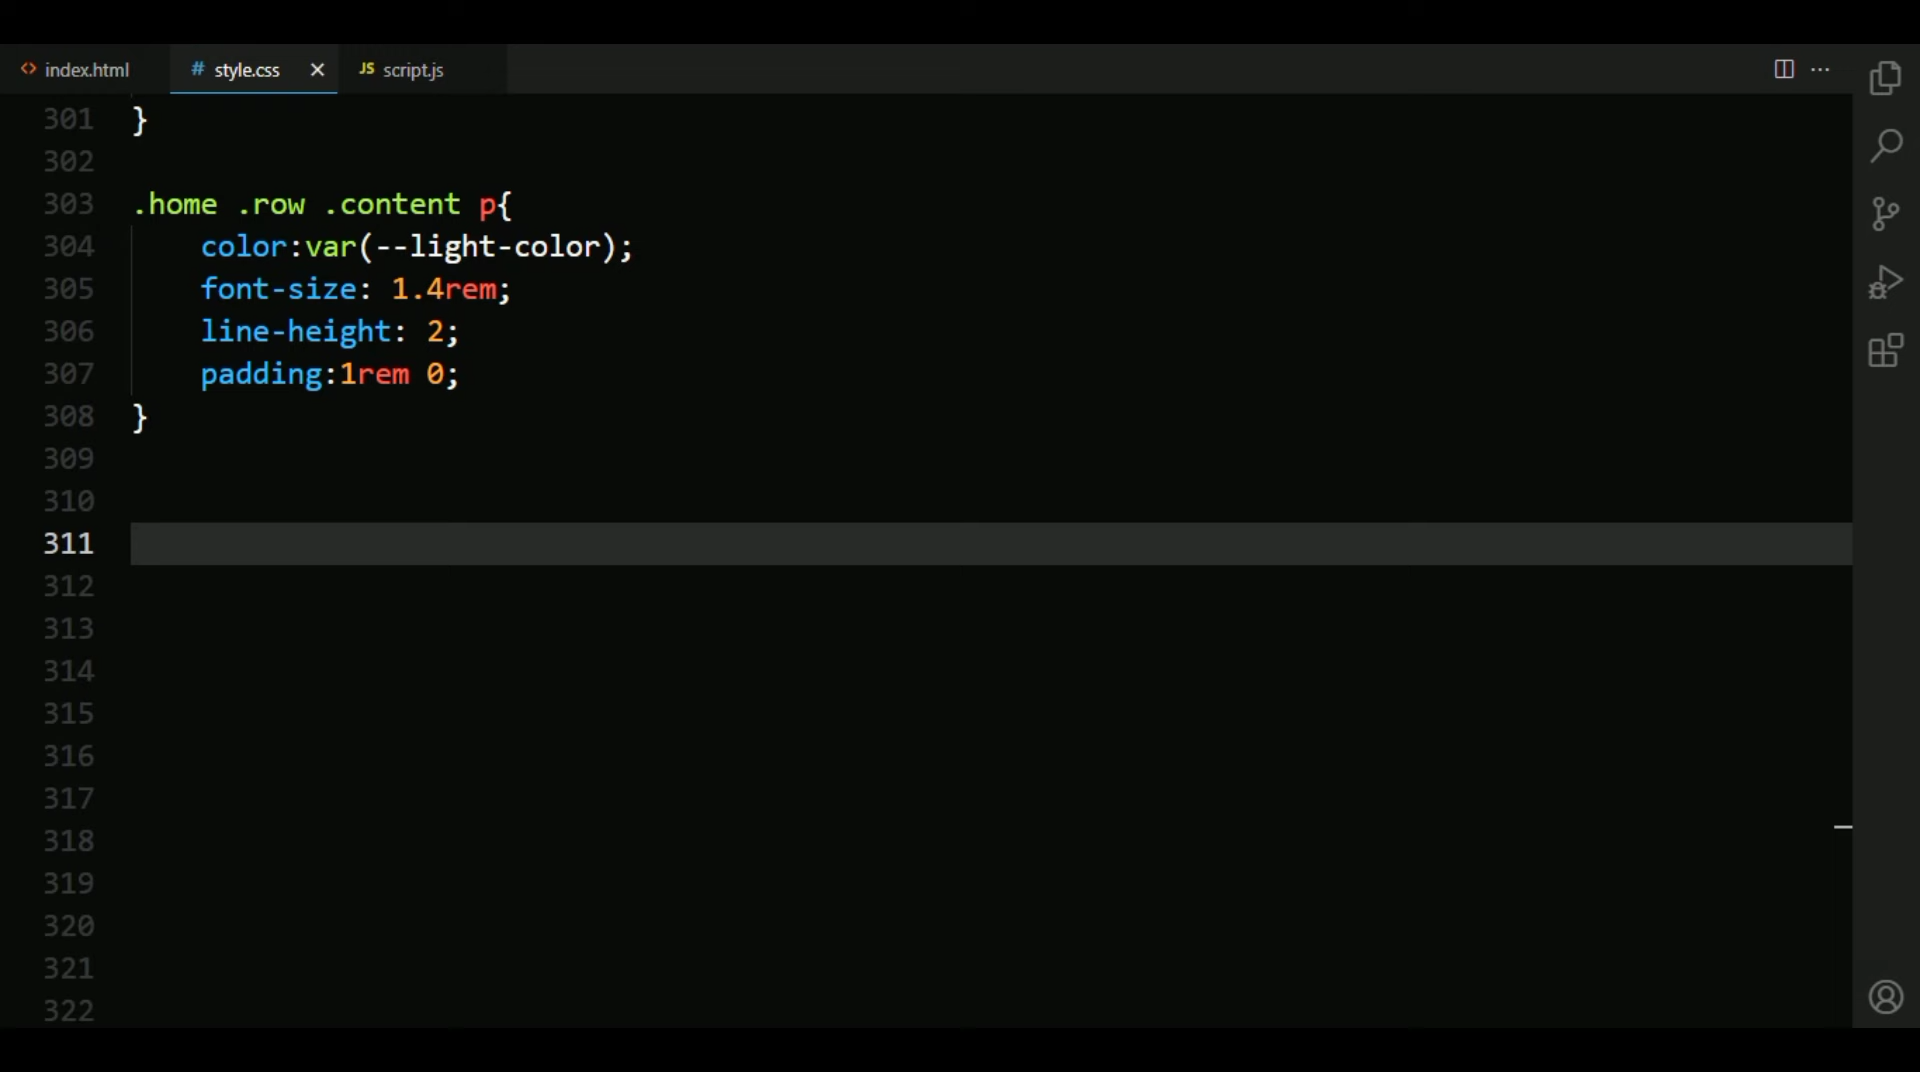 <> index.html # style.css × JS script.js ...
301 }
302
303 .home .row .content p{
304     color:var(--light-color);
305     font-size: 1.4rem;
306     line-height: 2;
307     padding:1rem 0;
308 }
309
310
311
312
313
314
315
316
317
318
319
320
321
322